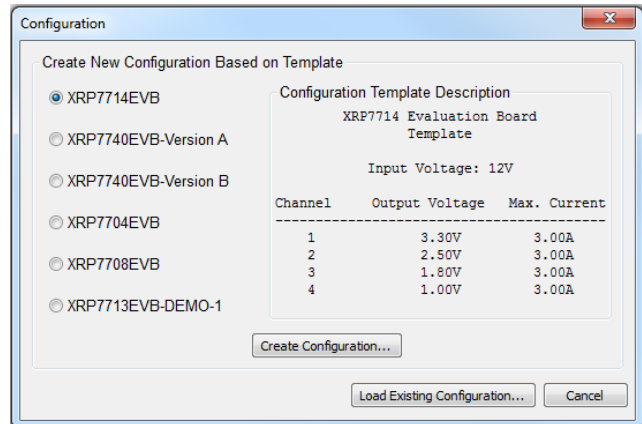 Configuration
Create New Configuration Based on Template
XRP7714EVB
XRP7740EVB-Version A
XRP7740EVB-Version B
XRP7704EVB
XRP7708EVB
XRP7713EVB-DEMO-1
Configuration Template Description
XRP7714 Evaluation Board
Template
Input Voltage: 12V
Channel Output Voltage Max. Current
----------------------------------------
1 3.30V 3.00A
2 2.50V 3.00A
3 1.80V 3.00A
4 1.00V 3.00A
Create Configuration...
Load Existing Configuration... Cancel